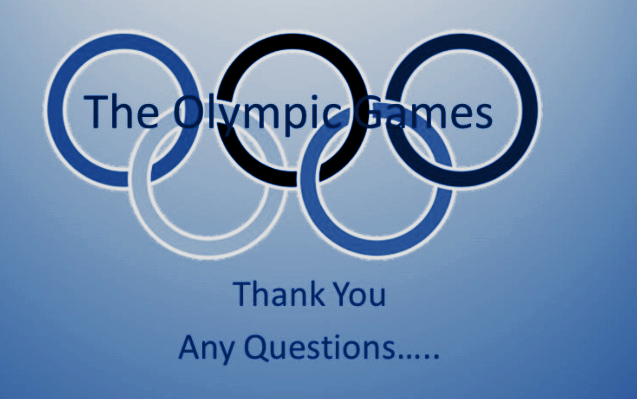 The Olympic Games
Thank You
Any Questions.....